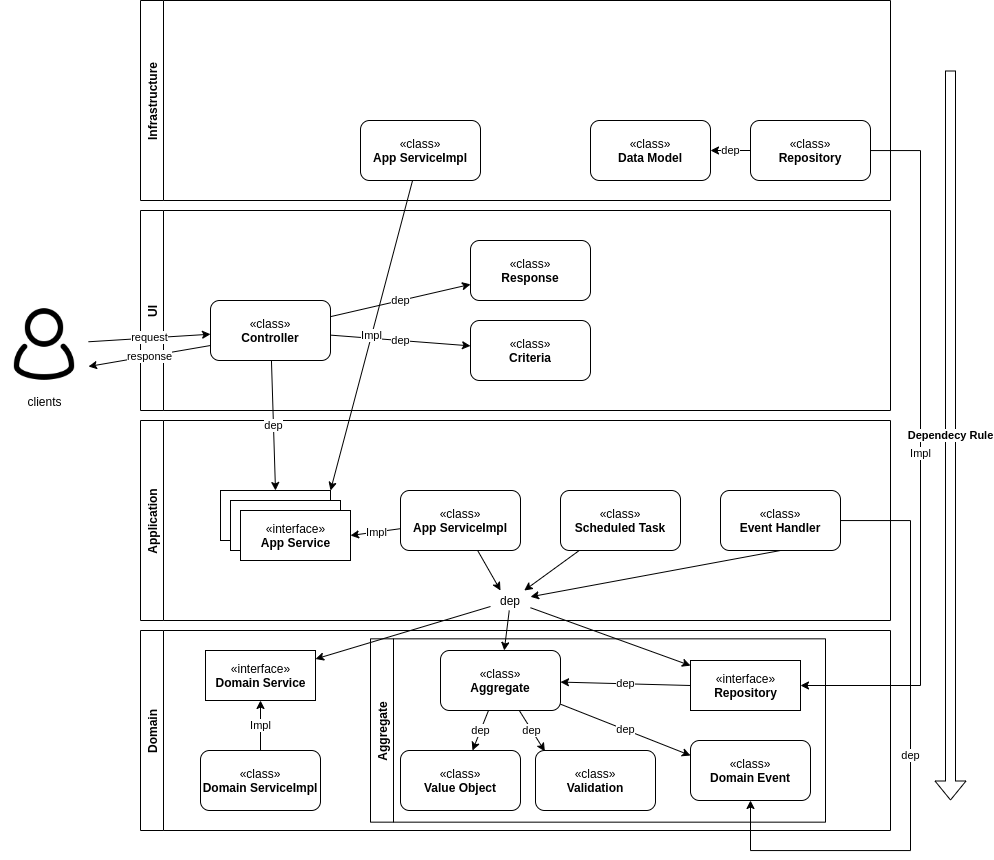 Infrastructure
«class»
App ServiceImpl
«class»
Data Model
dep
«class»
Repository
UI
«class»
Response
«class»
Controller
dep
Impl
dep
«class»
Criteria
request
response
clients
dep
Dependecy Rule
Impl
Application
«interface»
App Service
Impl
«class»
App ServiceImpl
«class»
Scheduled Task
«class»
Event Handler
dep
Domain
«interface»
Domain Service
Impl
«class»
Domain ServiceImpl
Aggregate
«class»
Aggregate
dep
«interface»
Repository
dep
dep
dep
«class»
Value Object
«class»
Validation
«class»
Domain Event
dep